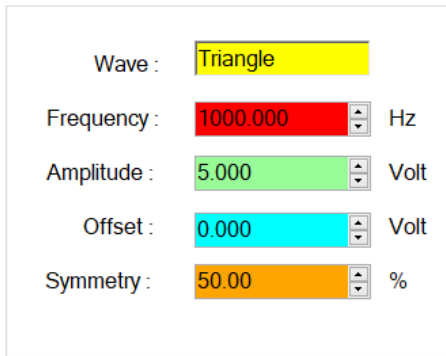 Wave : Triangle
Frequency : 1000.000 Hz
Amplitude : 5.000 Volt
Offset : 0.000 Volt
Symmetry : 50.00 %